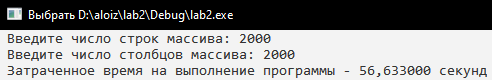 Выбрать D:\aloiz\lab2\Debug\lab2.exe
Введите число строк массива: 2000
Введите число столбцов массива: 2000
Затраченное время на выполнение программы - 56,633000 секунд